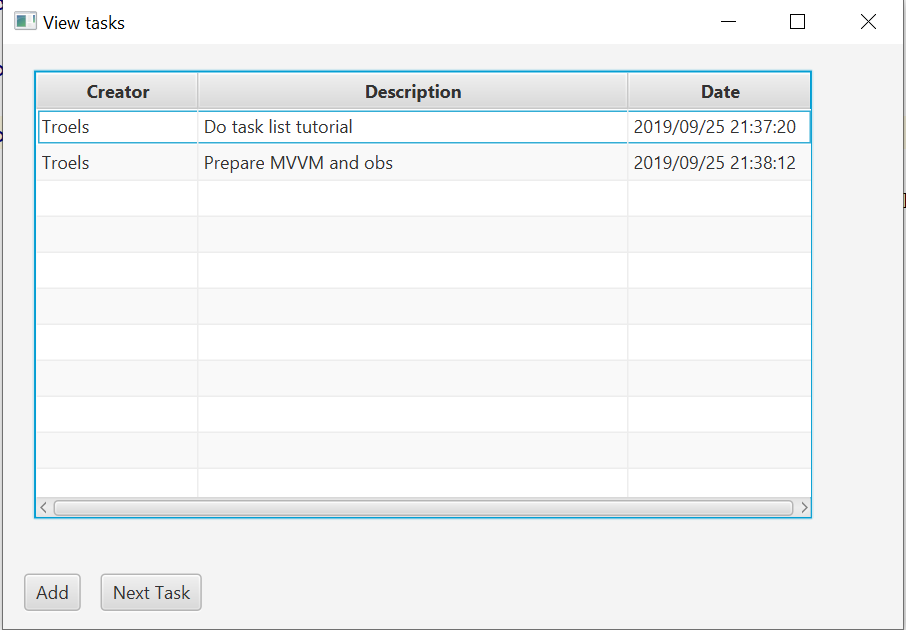 View tasks
Creator Description Date
Troels Do task list tutorial 2019/09/25 21:37:20
Troels Prepare MVVM and obs 2019/09/25 21:38:12
Add Next Task